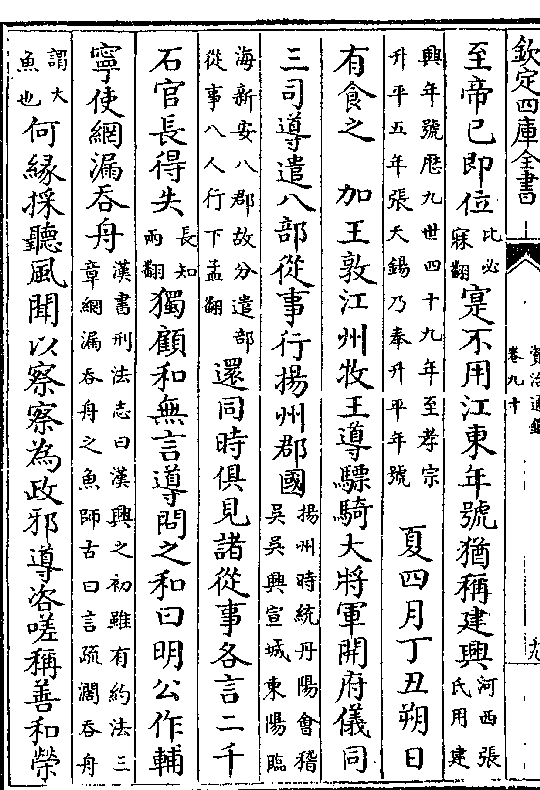 欽定四庫全書
資治通鑑
卷九十
十九
至帝已即位比必寐翻寔不用江東年號猶稱建興河西張氏用建
興年號厯九世四十九年至孝宗升平五年張天錫乃奉升平年號 夏四月丁丑朔日
有食之 加王敦江州牧王導驃騎大將軍開府儀同
三司導遣八部從事行揚州郡國揚州時統丹陽會稽吳吳興宣城東陽臨
海新安八郡故分遣部從事八人行下孟翻還同時俱見諸從事各言二千
石官長得失長知兩翻獨顧和無言導問之和曰明公作輔
寧使網漏吞舟漢書刑法志曰漢興之初雖有約法三章網漏吞舟之魚師古曰言疏濶吞舟
謂大魚也何緣採聽風聞以察察為政邪導咨嗟稱善和榮